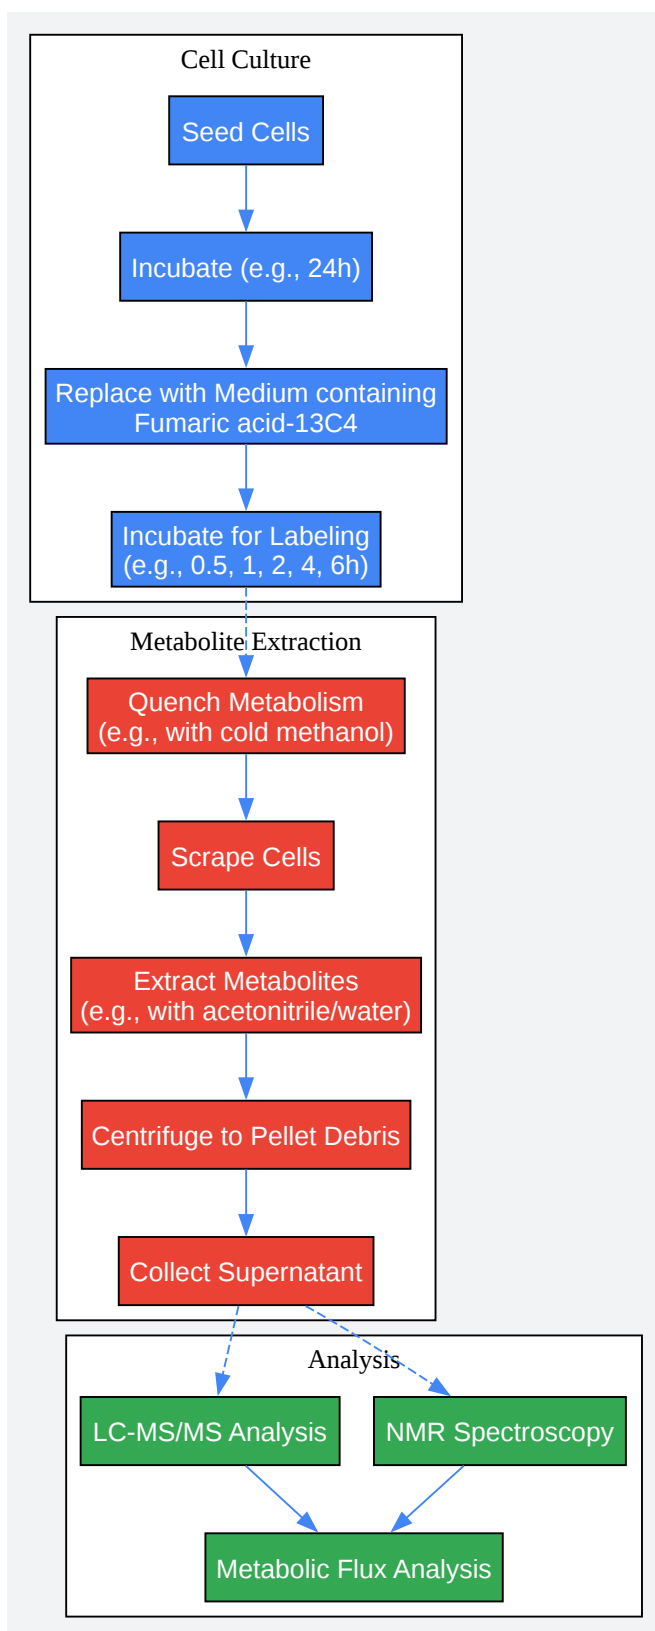 Cell Culture
Seed Cells
Incubate (e.g., 24h)
Replace with Medium containing
Fumaric acid-13C4
Incubate for Labeling
(e.g., 0.5, 1, 2, 4, 6h)
Metabolite Extraction
Quench Metabolism
(e.g., with cold methanol)
Scrape Cells
Extract Metabolites
(e.g., with acetonitrile/water)
Centrifuge to Pellet Debris
Collect Supernatant
Analysis
LC-MS/MS Analysis
NMR Spectroscopy
Metabolic Flux Analysis